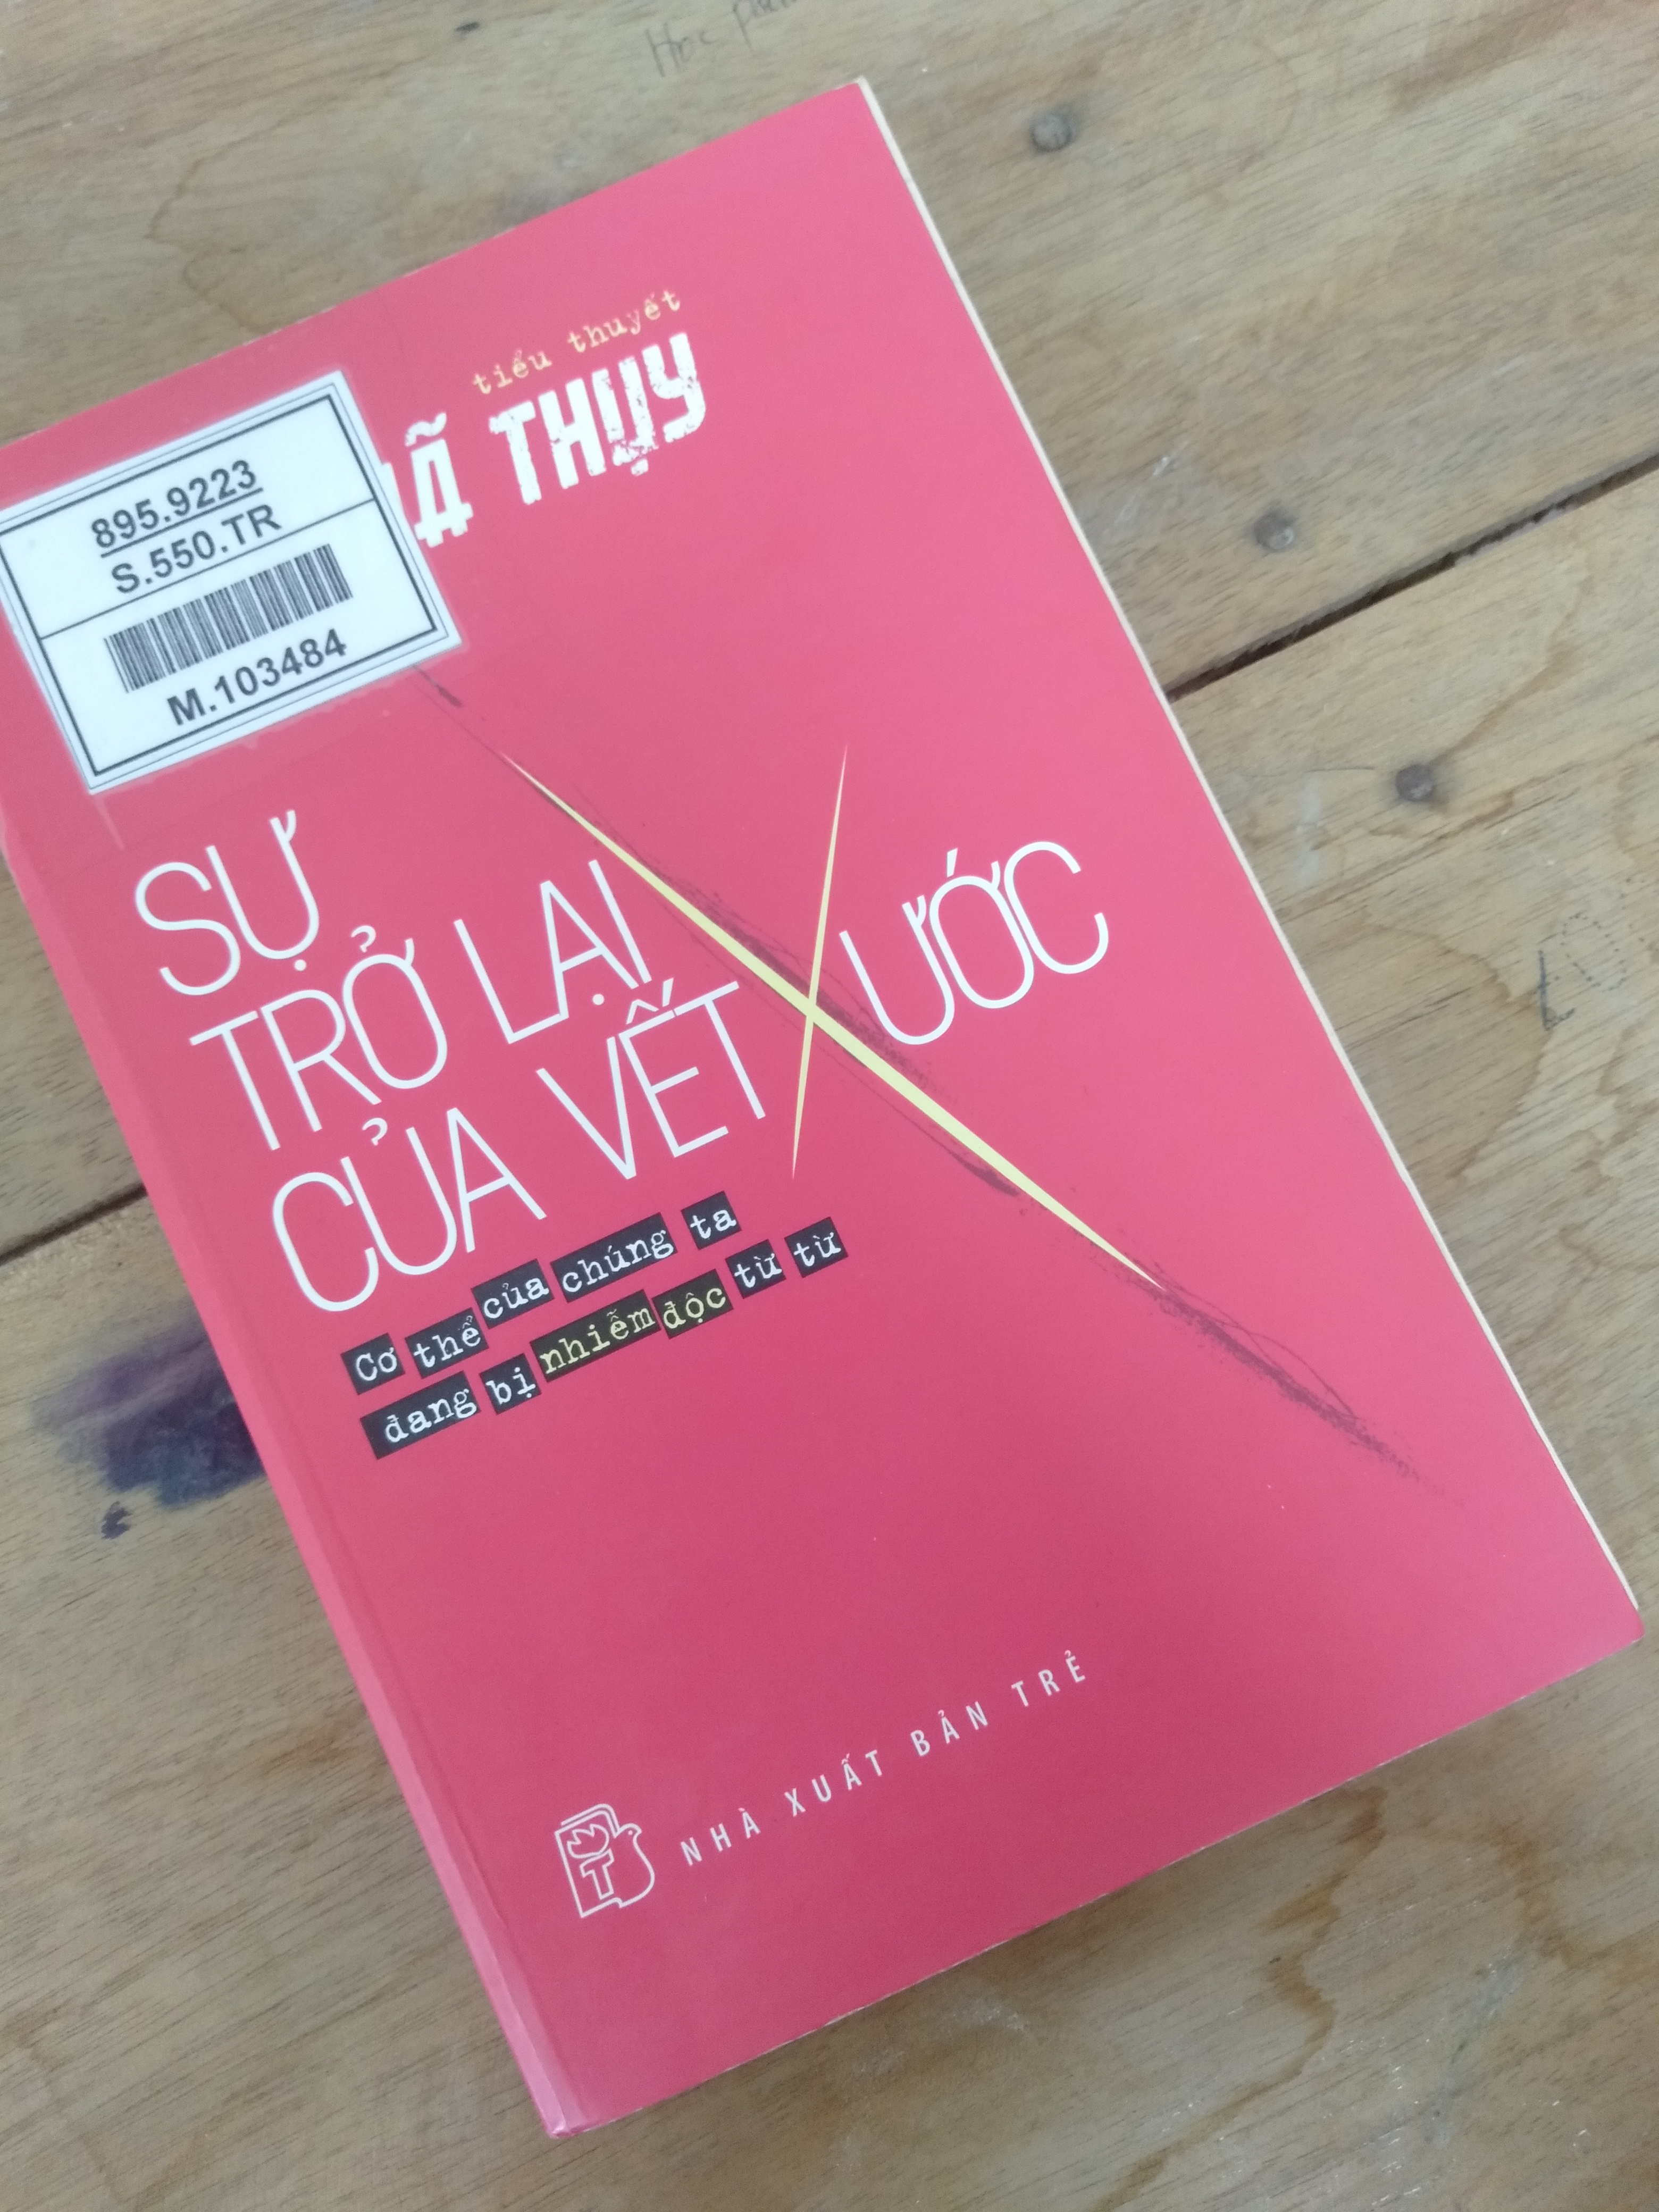 tiểu thuyết
THỤY
895.9223
S.550.TR
M.103484
SỰ
TRỞ LẠI
CỦA VẾT XƯỚC
Cơ thể của chúng ta
đang bị nhiễm độc từ từ
NHÀ XUẤT BẢN TRẺ